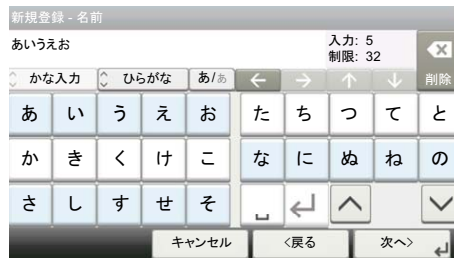 新規登録 - 名前
あいうえお
入力: 5
制限: 32
かな入力 ひらがな あ/ぁ ← → ↑ ↓ 削除
あ い う え お た ち つ て と
か き く け こ な に ぬ ね の
さ し す せ そ
キャンセル <戻る 次へ>